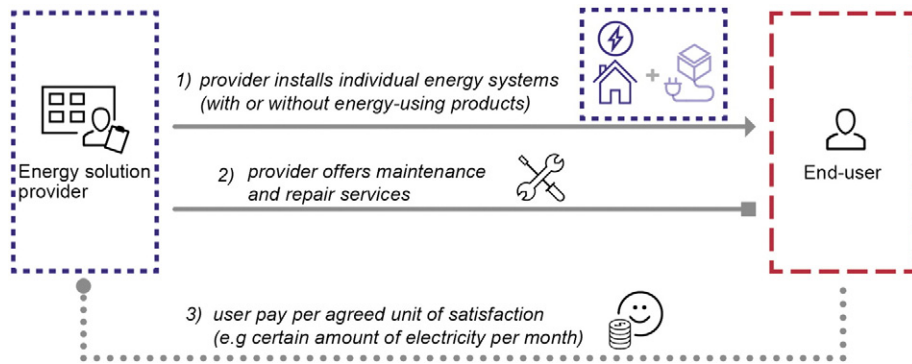 1) provider installs individual energy systems
(with or without energy-using products)
Energy solution
provider
2) provider offers maintenance
and repair services
End-user
3) user pay per agreed unit of satisfaction
(e.g certain amount of electricity per month)